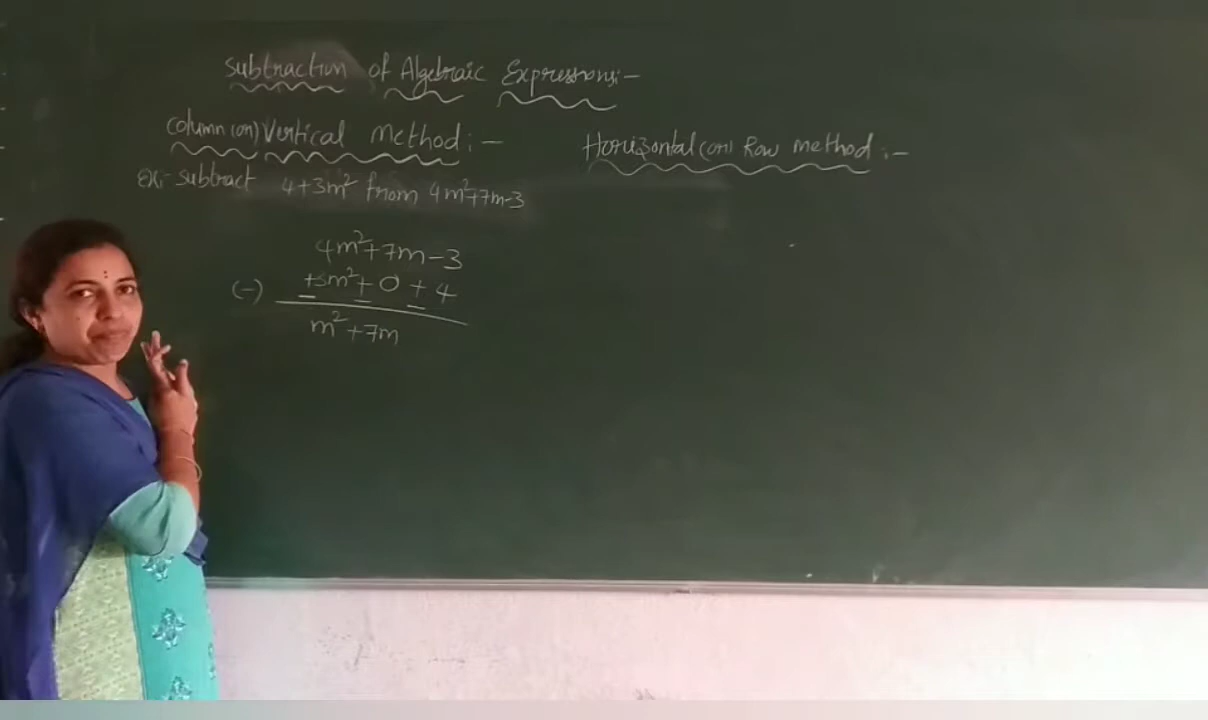 Subtraction of Algebraic Expressions:-
Column (or) Vertical Method :-
Ex:- Subtract 4+3m² from 4m²+7m-3
4m²+7m-3
(-) +3m²+0+4
m²+7m
Horizontal (or) Row method :-